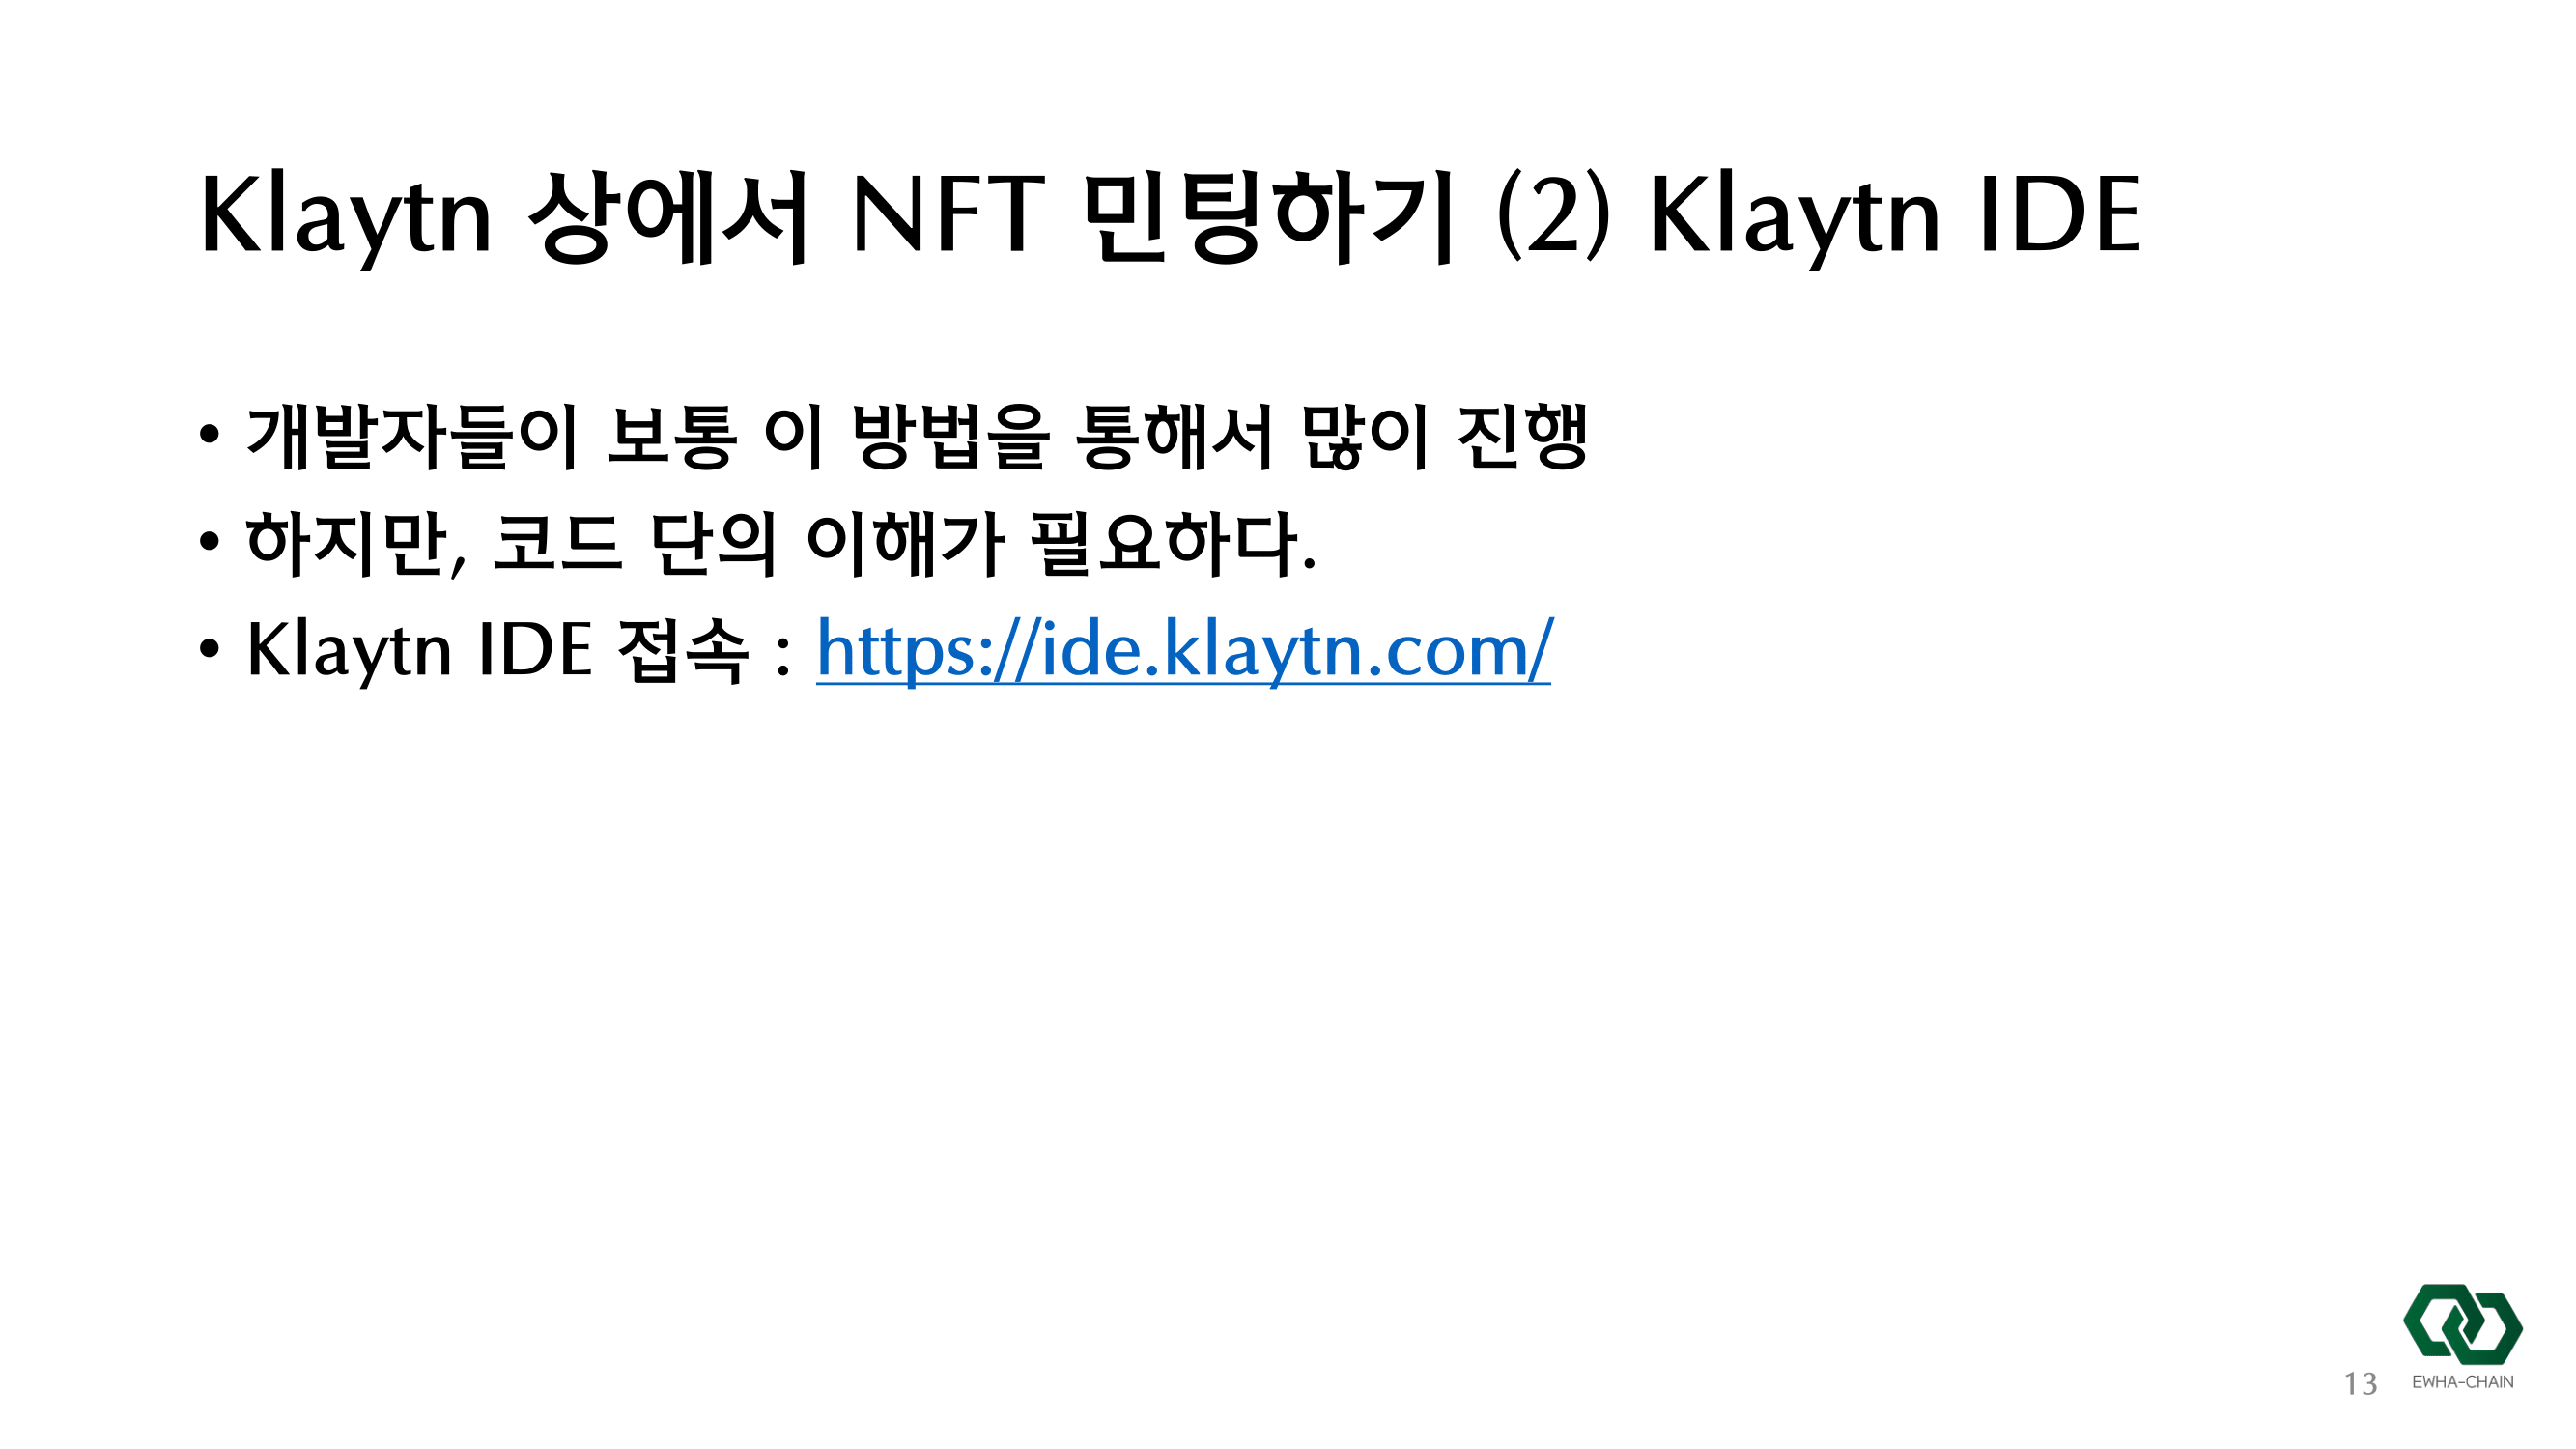 Klaytn 상에서 NFT 민팅하기 (2) Klaytn IDE
• 개발자들이 보통 이 방법을 통해서 많이 진행
• 하지만, 코드 단의 이해가 필요하다.
• Klaytn IDE 접속 : https://ide.klaytn.com/
13
EWHA-CHAIN